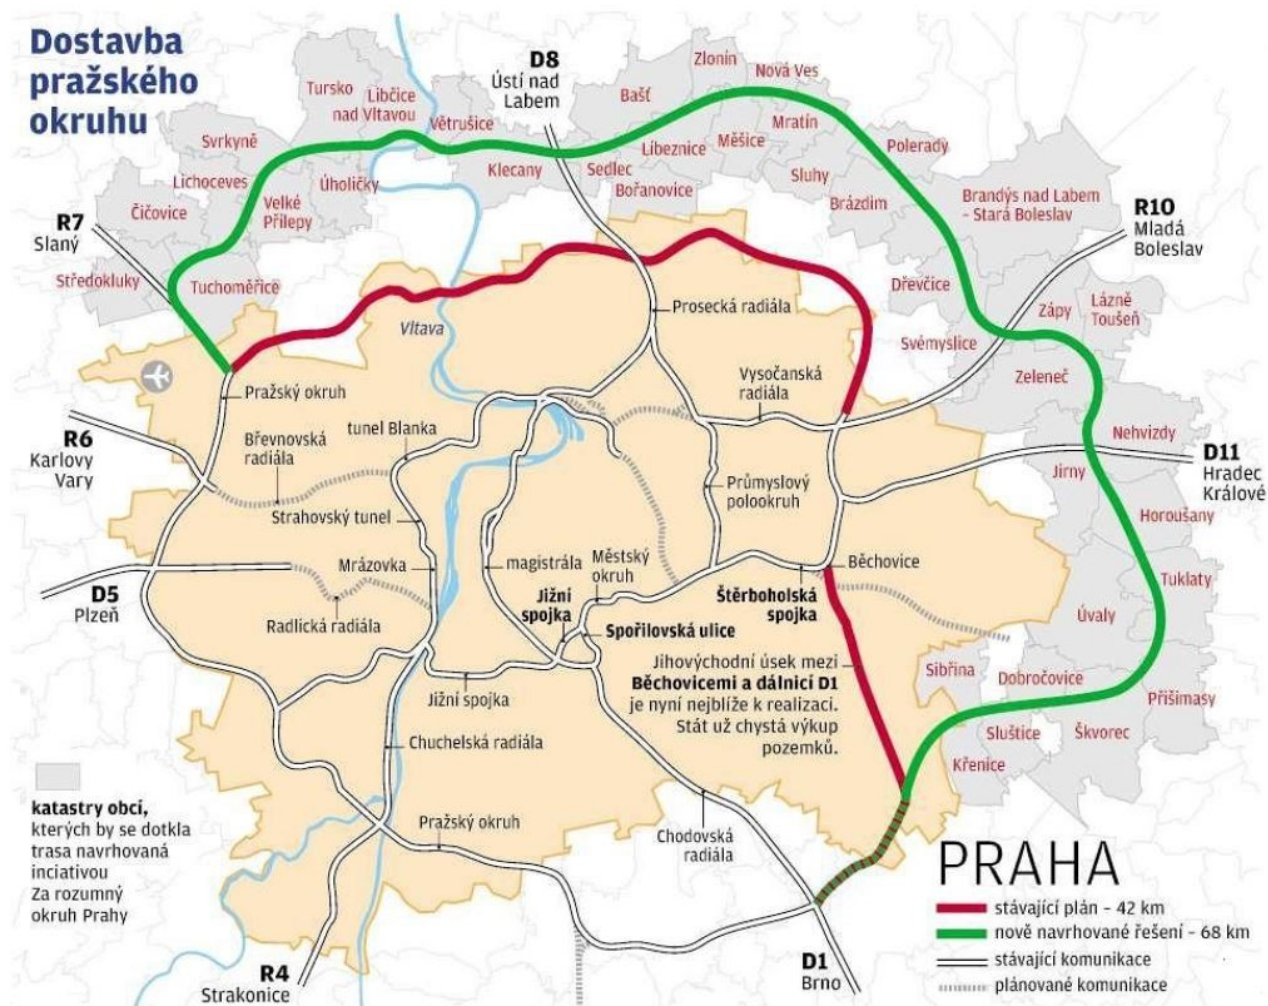 Dostavba
pražského
okruhu
D8
Ústí nad
Labem
Zlonín
Nová Ves
Bašť
Tursko
Libčice
nad Vltavou
Větrušice
Mratín
Měšice
Líbeznice
Polerady
Svrkyně
Klecany
Sedlec
Bořanovice
Sluhy
Brázdim
Lichoceves
Úholičky
Velké
Přílepy
Číčovice
Brandýs nad Labem
- Stará Boleslav
R7
Slaný
R10
Mladá
Boleslav
Středokluky
Tuchoměřice
Dřevčice
Zápy
Lázně
Toušeň
Vltava
Prosecká radiála
Svémyslice
Zeleneč
Vysočanská
radiála
Pražský okruh
R6
Karlovy
Vary
Břevnovská
radiála
tunel Blanka
Nehvizdy
D11
Hradec
Králové
Jirny
Průmyslový
polookruh
Strahovský tunel
Horoušany
Mrázovka
magistrála
Městský
okruh
Běchovice
D5
Plzeň
Jižní
spojka
Štěrboholská
spojka
Tuklaty
Úvaly
Radlická radiála
Spořilovská ulice
Jihovýchodní úsek mezi
Běchovicemi a dálnicí D1
je nyní nejblíže k realizaci.
Stát už chystá výkup
pozemků.
Sibřina
Dobročovice
Přišimasy
Jižní spojka
Sluštice
Škvorec
Křenice
Chuchelská radiála
katastry obcí,
kterých by se dotkla
trasa navrhovaná
inciativou
Za rozumný
okruh Prahy
Pražský okruh
Chodovská
radiála
PRAHA
stávající plán – 42 km
nově navrhované řešení – 68 km
stávající komunikace
plánované komunikace
R4
Strakonice
D1
Brno